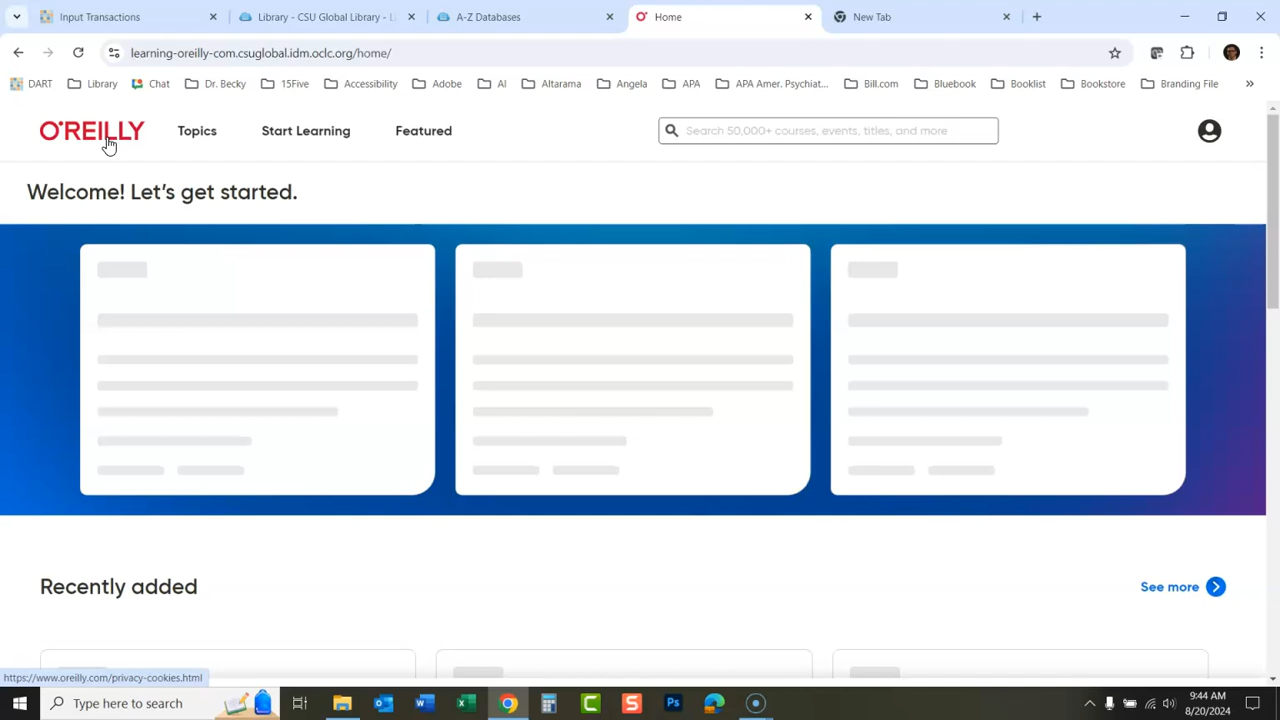 Input Transactions
Library - CSU Global Library - Li
A-Z Databases
Home
New Tab
learning-oreilly-com.csuglobal.idm.oclc.org/home/
DART
Library
Chat
Dr. Becky
15Five
Accessibility
Adobe
AI
Altarama
Angela
APA
APA Amer. Psychiat...
Bill.com
Bluebook
Booklist
Bookstore
Branding File
»
O'REILLY
Topics
Start Learning
Featured
Search 50,000+ courses, events, titles, and more
Welcome! Let's get started.
Recently added
See more
https://www.oreilly.com/privacy-cookies.html
Type here to search
9:44 AM
8/20/2024